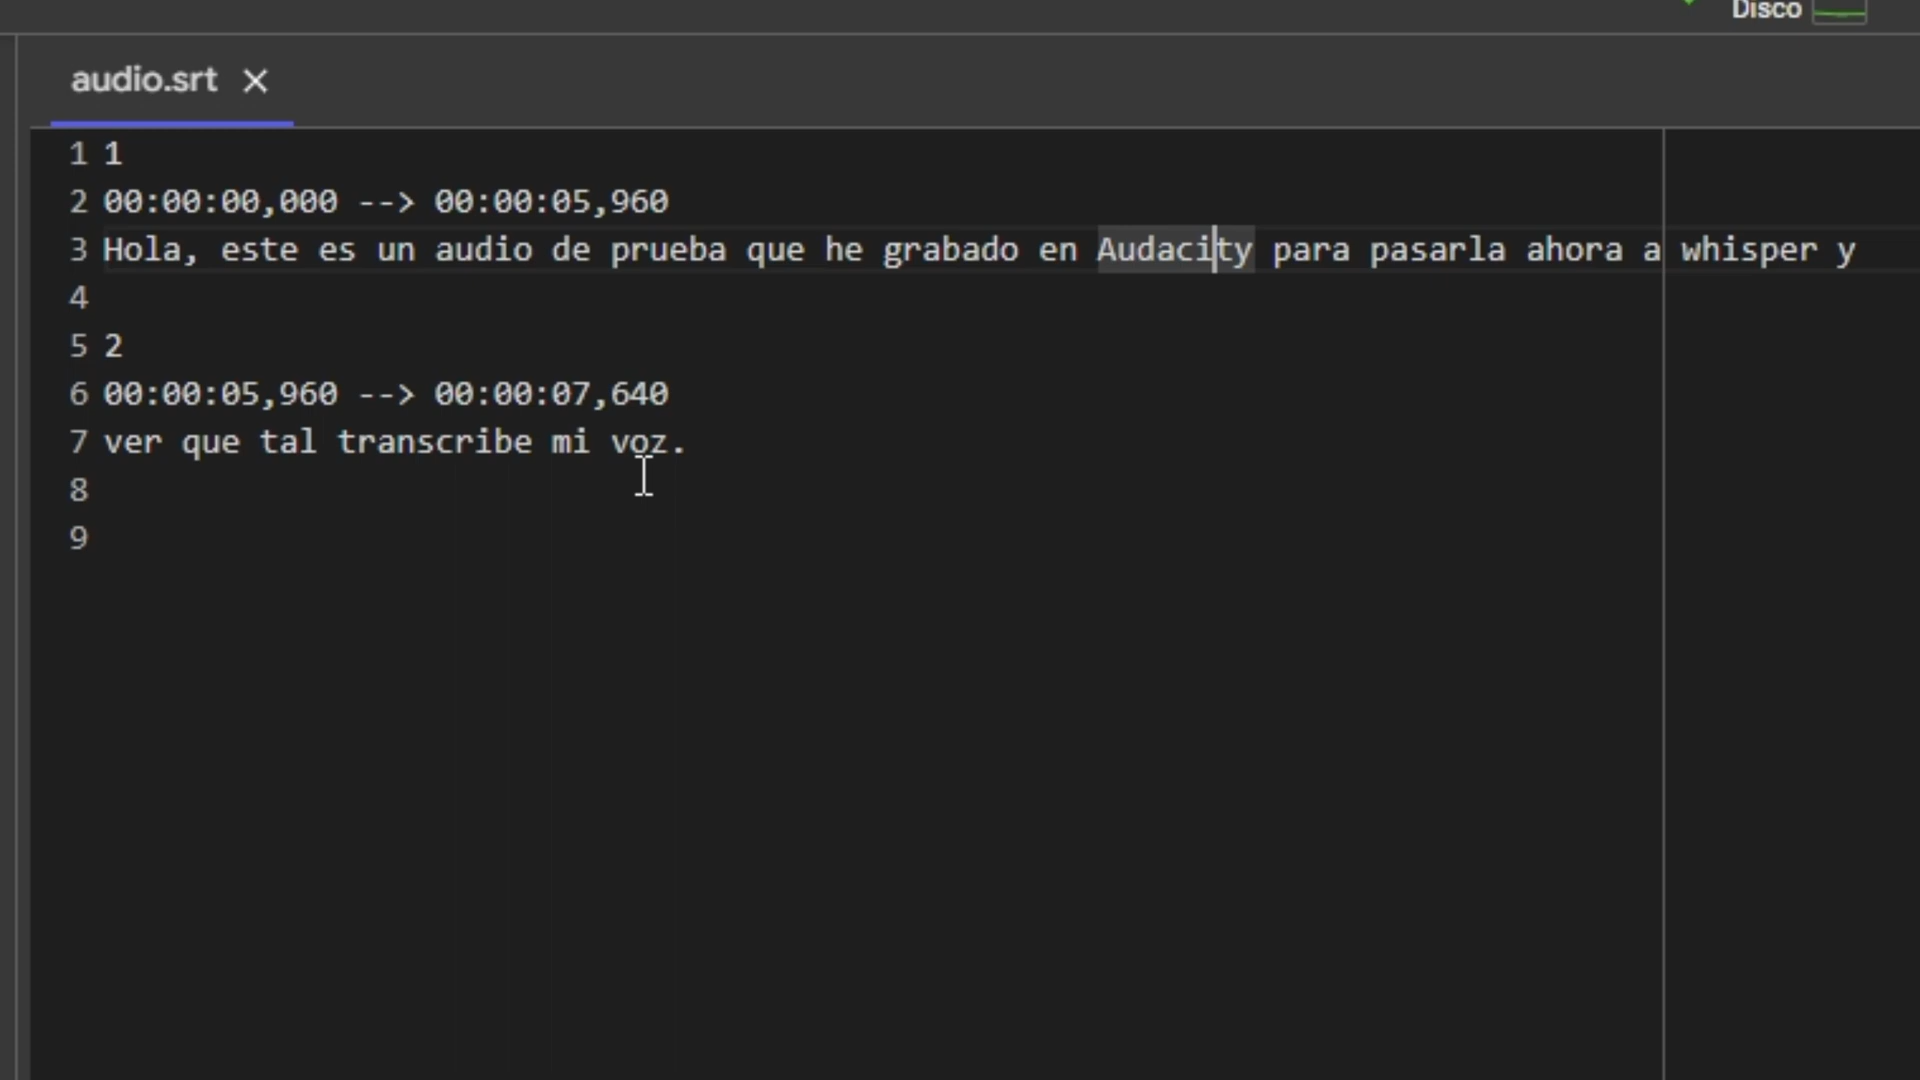 Disco
audio.srt
1 1
2 00:00:00,000 --> 00:00:05,960
3 Hola, este es un audio de prueba que he grabado en Audacity para pasarla ahora a whisper y
4
5 2
6 00:00:05,960 --> 00:00:07,640
7 ver que tal transcribe mi voz.
8
9